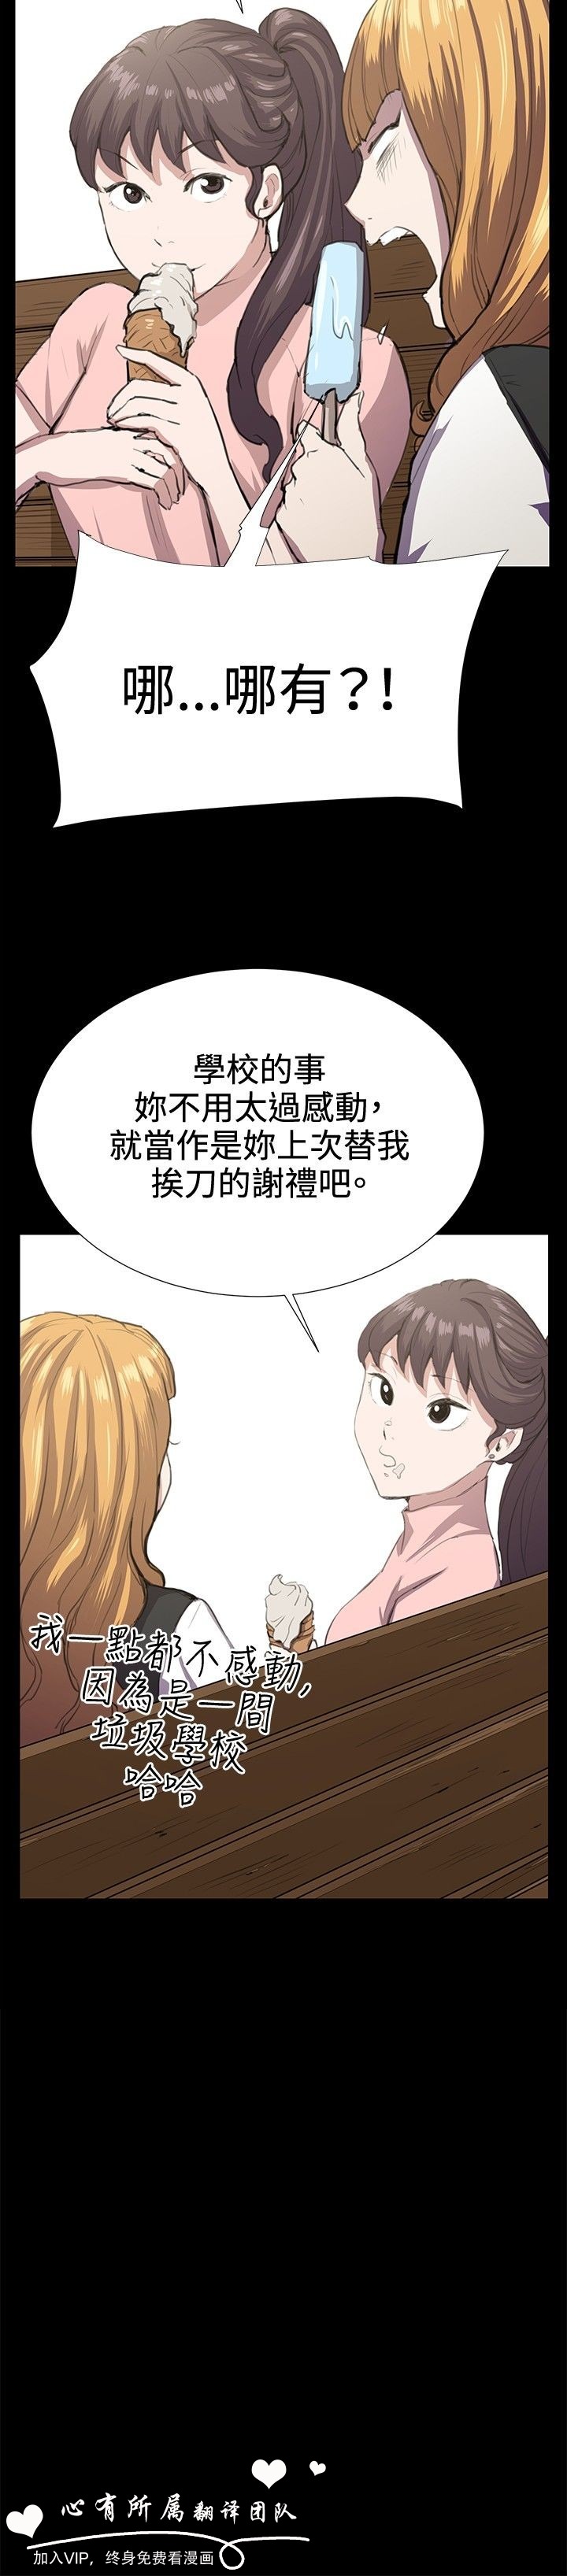 哪...哪有?!
學校的事
妳不用太過感動，
就當作是妳上次替我
挨刀的謝禮吧。
我一點都不感動，
因為是一間
垃圾學校
哈哈
心有所属翻译团队
加入VIP，终身免费看漫画